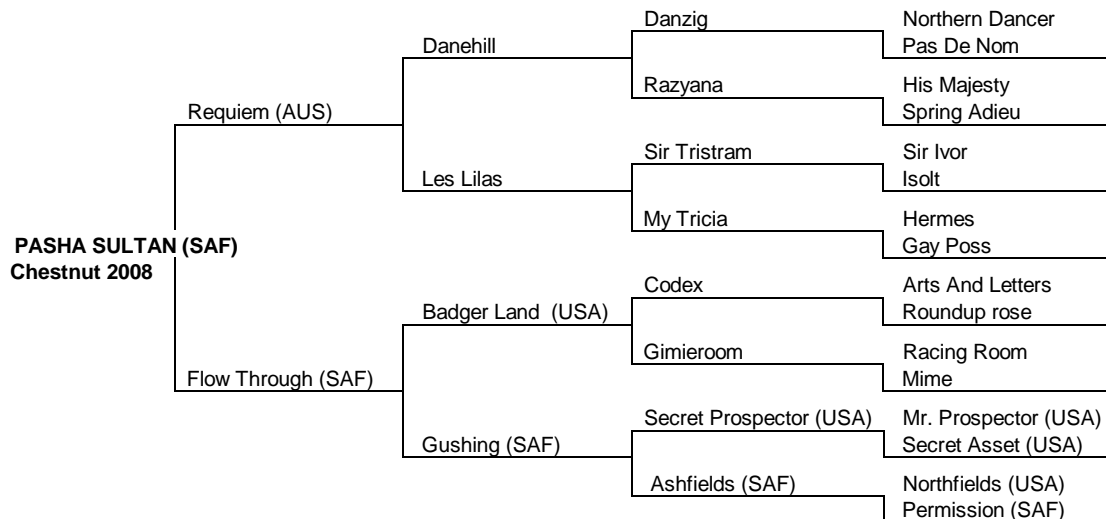 Danzig
Northern Dancer
Danehill
Pas De Nom
Razyana
His Majesty
Requiem (AUS)
Spring Adieu
Sir Tristram
Sir Ivor
Les Lilas
Isolt
My Tricia
Hermes
PASHA SULTAN (SAF)
Gay Poss
Chestnut 2008
Codex
Arts And Letters
Badger Land (USA)
Roundup rose
Gimieroom
Racing Room
Flow Through (SAF)
Mime
Secret Prospector (USA)
Mr. Prospector (USA)
Gushing (SAF)
Secret Asset (USA)
Ashfields (SAF)
Northfields (USA)
Permission (SAF)